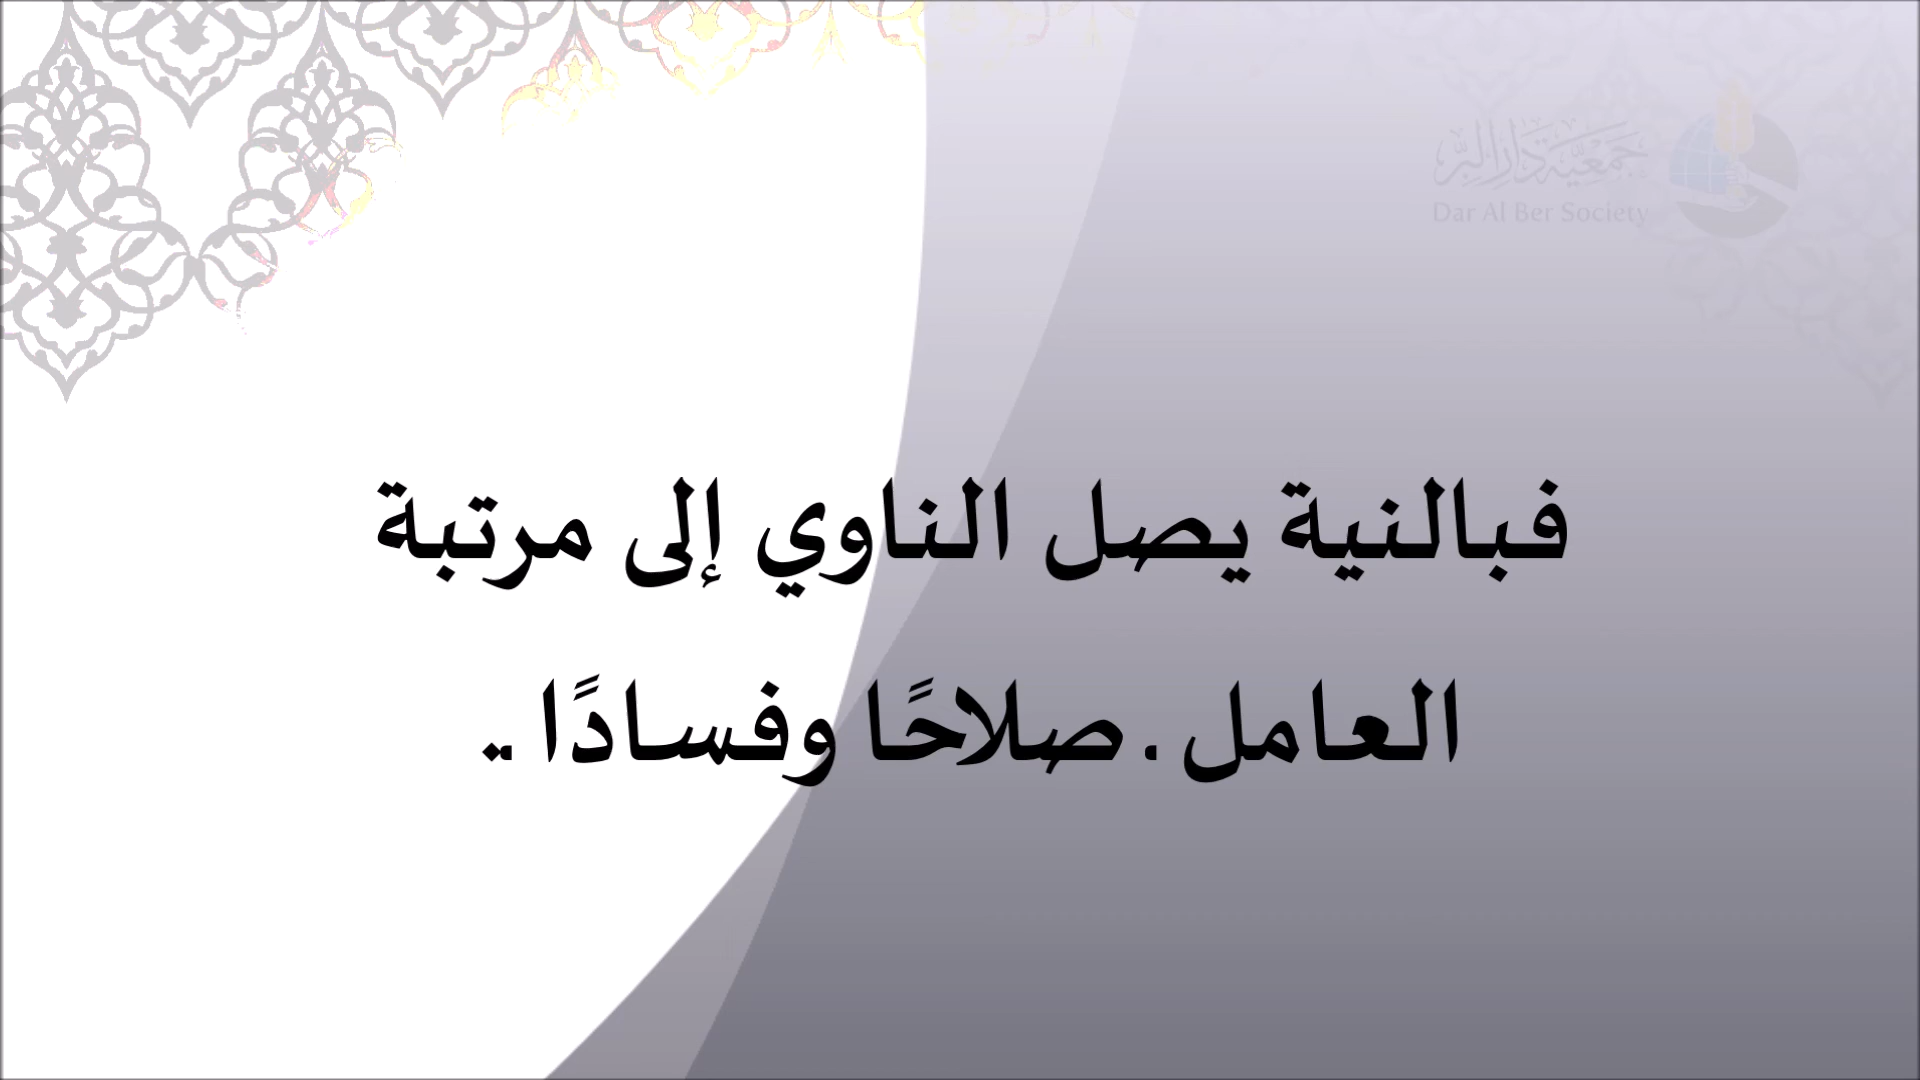 جمعية دار البر
Dar Al Ber Society
فبالنية يصل الناوي إلى مرتبة
العامل . صلاحًا وفسادًا ..